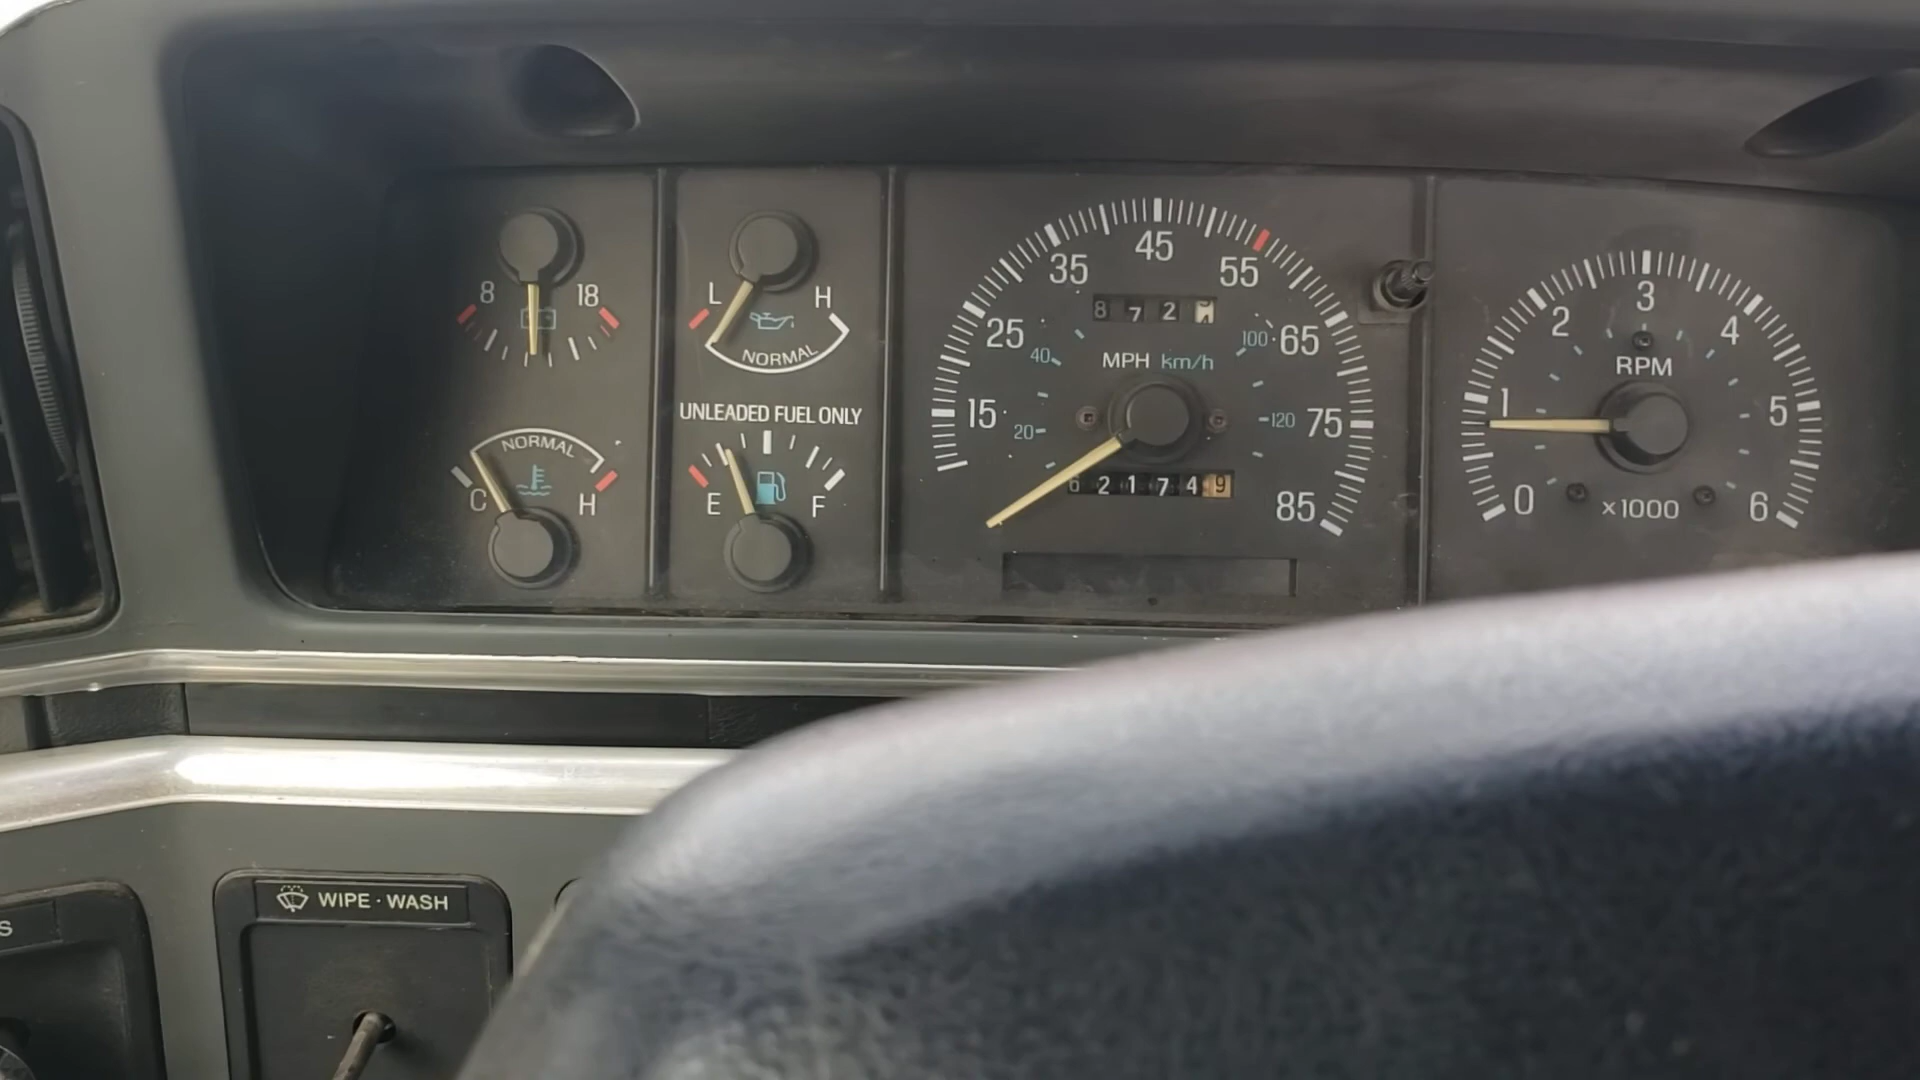 8 18
L H
NORMAL
UNLEADED FUEL ONLY
NORMAL
C H
E F
15 25 35 45 55 65 75 85
20 40 100 120
8 7 2
MPH km/h
6 2 1 7 4 9
0 1 2 3 4 5 6
RPM
x1000
WIPE · WASH
S